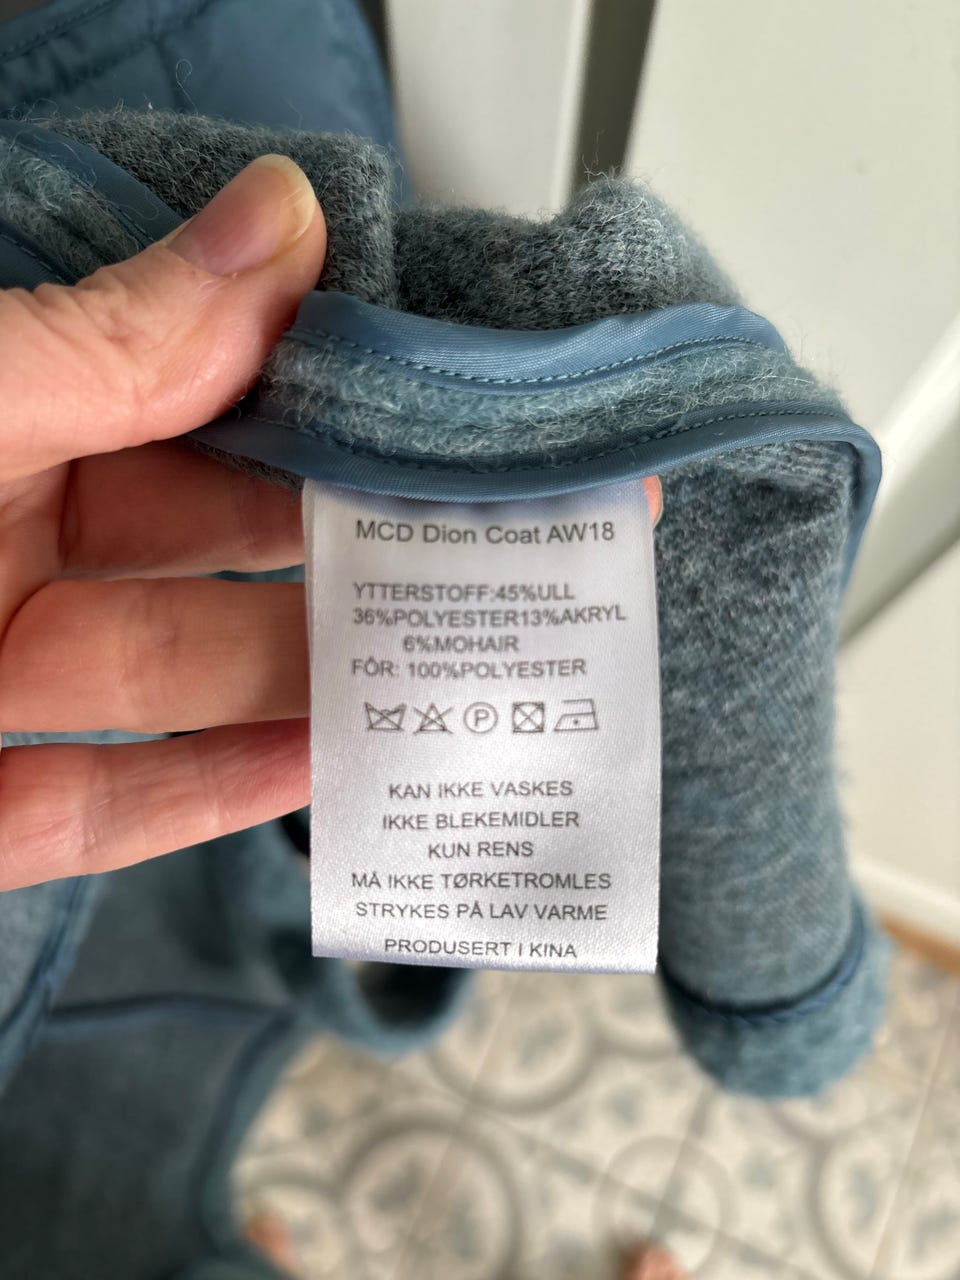 MCD Dion Coat AW18
YTTERSTOFF:45%ULL
36%POLYESTER13%AKRYL
6%MOHAIR
FÔR: 100%POLYESTER
P
KAN IKKE VASKES
IKKE BLEKEMIDLER
KUN RENS
MÅ IKKE TØRKETROMLES
STRYKES PÅ LAV VARME
PRODUSERT I KINA